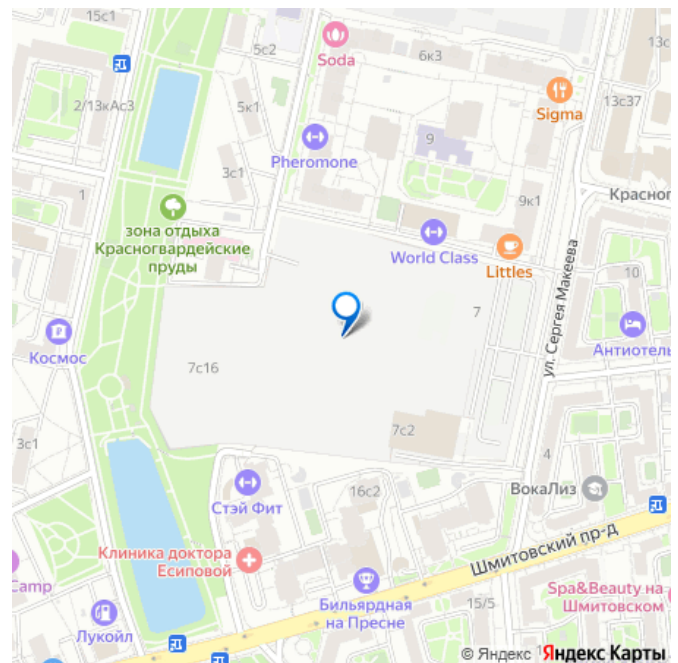 15с1
5с2
Soda
6к3
13с
2/13кАс3
5к1
Sigma
13с37
Pheromone
9
3с1
1
9к1
Красног
зона отдыха
Красногвардейские
пруды
World Class
Littles
10
ул. Сергея Макеева
7
Космос
Антиотель
7с16
7с2
3с1
4
ВокаЛиз
16с2
Стэй Фит
Шмитовский пр-д
Клиника доктора
Есиповой
Camp
Spa&Beauty на
Шмитовском
Бильярдная
на Пресне
15/5
Лукойл
© Яндекс
Яндекс Карты